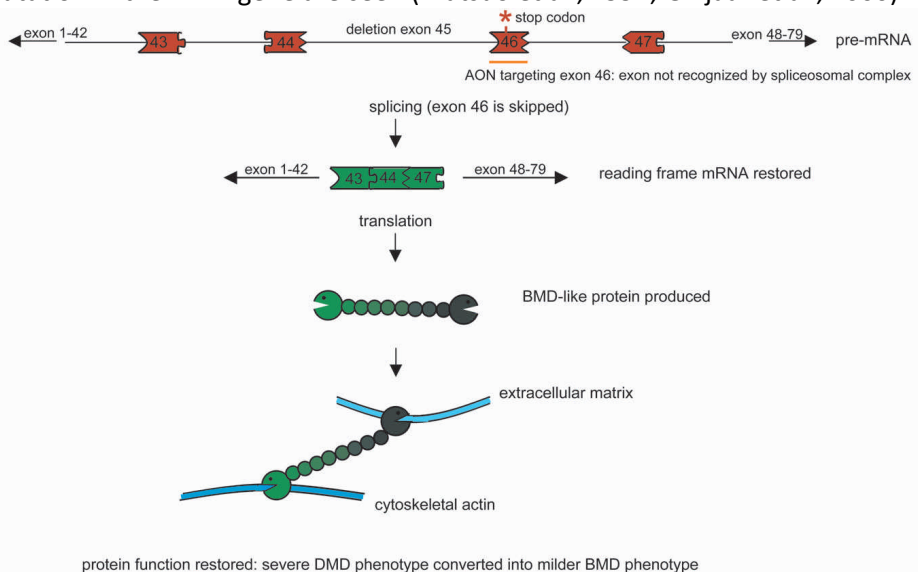 exon 1-42 43 44 deletion exon 45 46 * stop codon 47 exon 48-79 pre-mRNA
AON targeting exon 46: exon not recognized by spliceosomal complex
splicing (exon 46 is skipped)
exon 1-42 43 44 47 exon 48-79 reading frame mRNA restored
translation
BMD-like protein produced
extracellular matrix
cytoskeletal actin
protein function restored: severe DMD phenotype converted into milder BMD phenotype